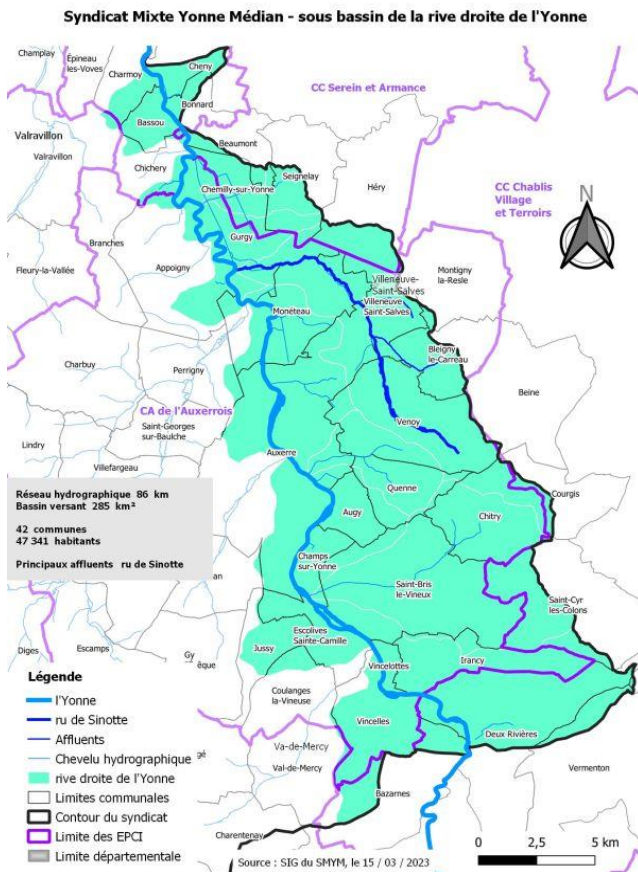 Syndicat Mixte Yonne Médian - sous bassin de la rive droite de l'Yonne
Champlay
Épineau
les-Voves
Charmoy
Cheny
Bonnard
CC Serein et Armance
Bassou
Valravillon
Valravillon
Beaumont
Chichery
Seignelay
Héry
Chemilly-sur-Yonne
CC Chablis
Village
et Terroirs
N
Gurgy
Branches
Fleury-la-Vallée
Appoigny
Villeneuve-
Saint-Salves
Villeneuve
Saint-Salves
Montigny
la-Resle
Monéteau
Bleigny
le-Carreau
Charbuy
Perrigny
Beine
CA de l'Auxerrois
Saint-Georges
sur-Baulche
Venoy
Lindry
Auxerre
Villefargeau
Réseau hydrographique 86 km
Bassin versant 285 km²
42 communes
47 341 habitants
Principaux affluents ru de Sinotte
Courgis
Quenne
Augy
Chitry
Champs
sur-Yonne
Saint-Bris
le-Vineux
Saint-Cyr
les-Colons
Escolives
Sainte-Camille
Jussy
Irancy
Vincelottes
Diges
Escamps
Gy
êque
Coulanges
la-Vineuse
Vincelles
Deux Rivières
Va-de-Mercy
Val-de-Mercy
Vermenton
Bazarnes
Charentenay
Légende
l'Yonne
ru de Sinotte
Affluents
Chevelu hydrographique
rive droite de l'Yonne
Limites communales
Contour du syndicat
Limite des EPCI
Limite départementale
Source : SIG du SMYM, le 15 / 03 / 2023
0 2,5 5 km